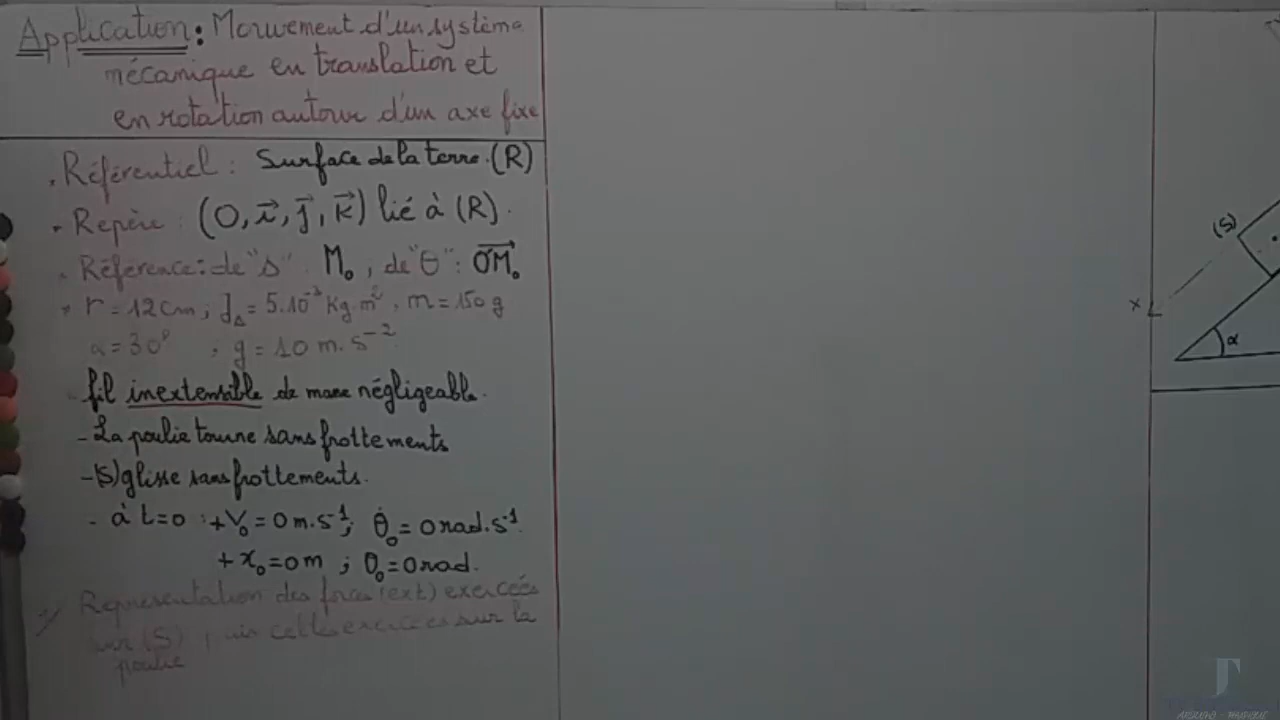 Application : Mouvement d'un système
mécanique en translation et
en rotation autour d'un axe fixe
. Référentiel : Surface de la terre. (R)
- Repère : (O, i⃗, j⃗, k⃗) lié à (R).
. Référence : de "s" M₀ , de "θ" : OM₀⃗
* r = 12 cm ; J_Δ = 5.10⁻³ Kg.m² , m = 150 g
α = 30° , g = 10 m.s⁻²
fil inextensible de masse négligeable.
- La poulie tourne sans frottements
- (S) glisse sans frottements.
- à t=0 : + V₀ = 0 m.s⁻¹ ; θ̇₀ = 0 rad.s⁻¹
+ x₀ = 0 m ; θ₀ = 0 rad.
1/ Représentation des forces (ext) exercées
sur (S) , puis celles exercées sur la
poulie
(S)
x
α